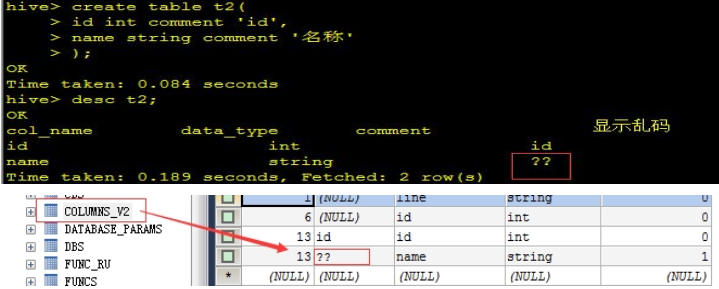 hive> create table t2(
    > id int comment 'id',
    > name string comment '名称'
    > );
OK
Time taken: 0.084 seconds
hive> desc t2;
OK
col_name data_type comment
显示乱码
id int id
name string ??
Time taken: 0.189 seconds, Fetched: 2 row(s)
CDS 1 (NULL) line string 0
COLUMNS_V2 6 (NULL) id int 0
DATABASE_PARAMS 13 id id int 0
DBS 13 ?? name string 1
FUNC_RU * (NULL) (NULL) (NULL) (NULL) (NULL)
FUNCS